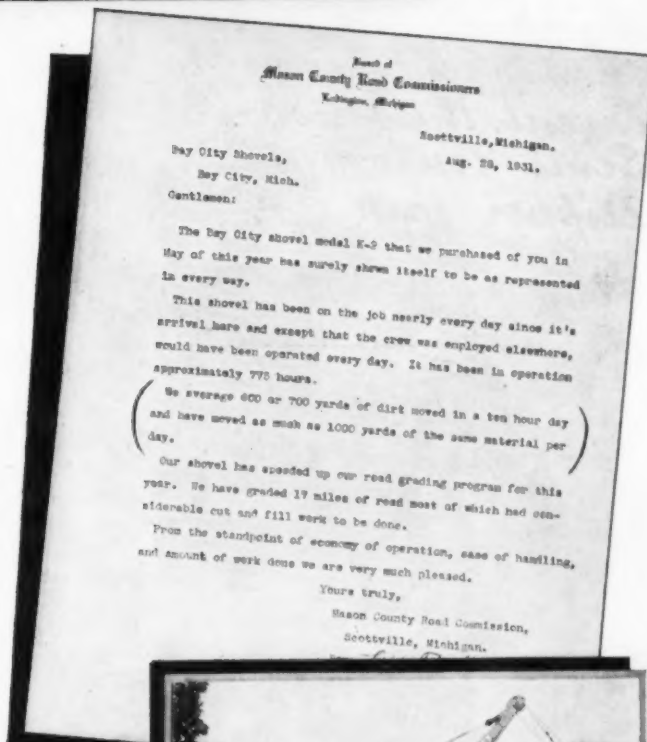 Board of
Mason County Road Commissioners
Ludington, Michigan
Scottville, Michigan.
Aug. 28, 1931.
Bay City Shovels,
Bay City, Mich.
Gentlemen:
The Bay City shovel model K-2 that we purchased of you in
May of this year has surely shown itself to be as represented
in every way.
This shovel has been on the job nearly every day since it's
arrival here and except that the crew was employed elsewhere,
would have been operated every day. It has been in operation
approximately 775 hours.
We average 600 or 700 yards of dirt moved in a ten hour day
and have moved as much as 1000 yards of the same material per
day.
Our shovel has speeded up our road grading program for this
year. We have graded 17 miles of road most of which had con-
siderable cut and fill work to be done.
From the standpoint of economy of operation, ease of handling,
and amount of work done we are very much pleased.
Yours truly,
Mason County Road Commission,
Scottville, Michigan.